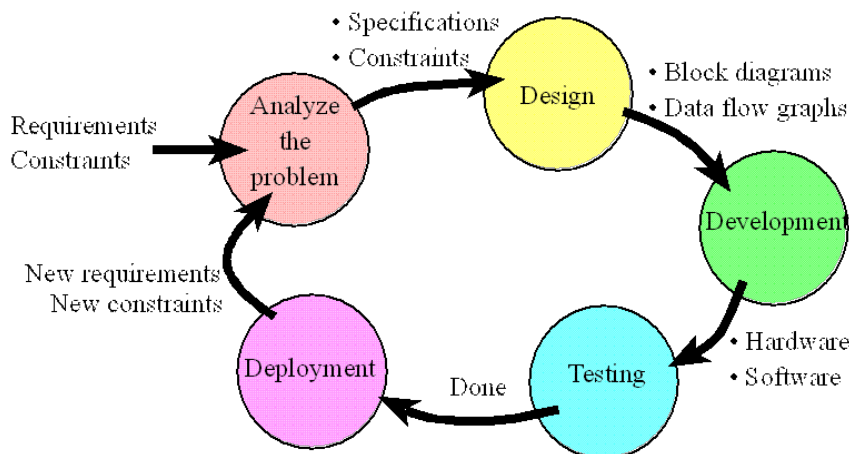 Requirements
Constraints
Analyze
the
problem
• Specifications
• Constraints
Design
• Block diagrams
• Data flow graphs
Development
• Hardware
• Software
Testing
Done
Deployment
New requirements
New constraints